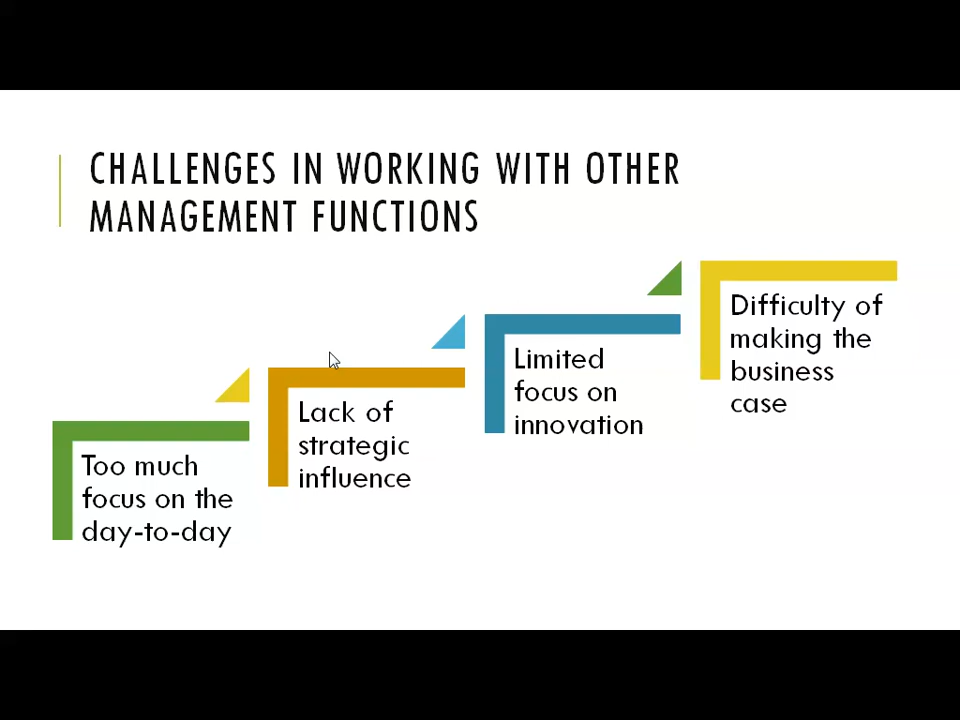 CHALLENGES IN WORKING WITH OTHER
MANAGEMENT FUNCTIONS
Too much
focus on the
day-to-day
Lack of
strategic
influence
Limited
focus on
innovation
Difficulty of
making the
business
case